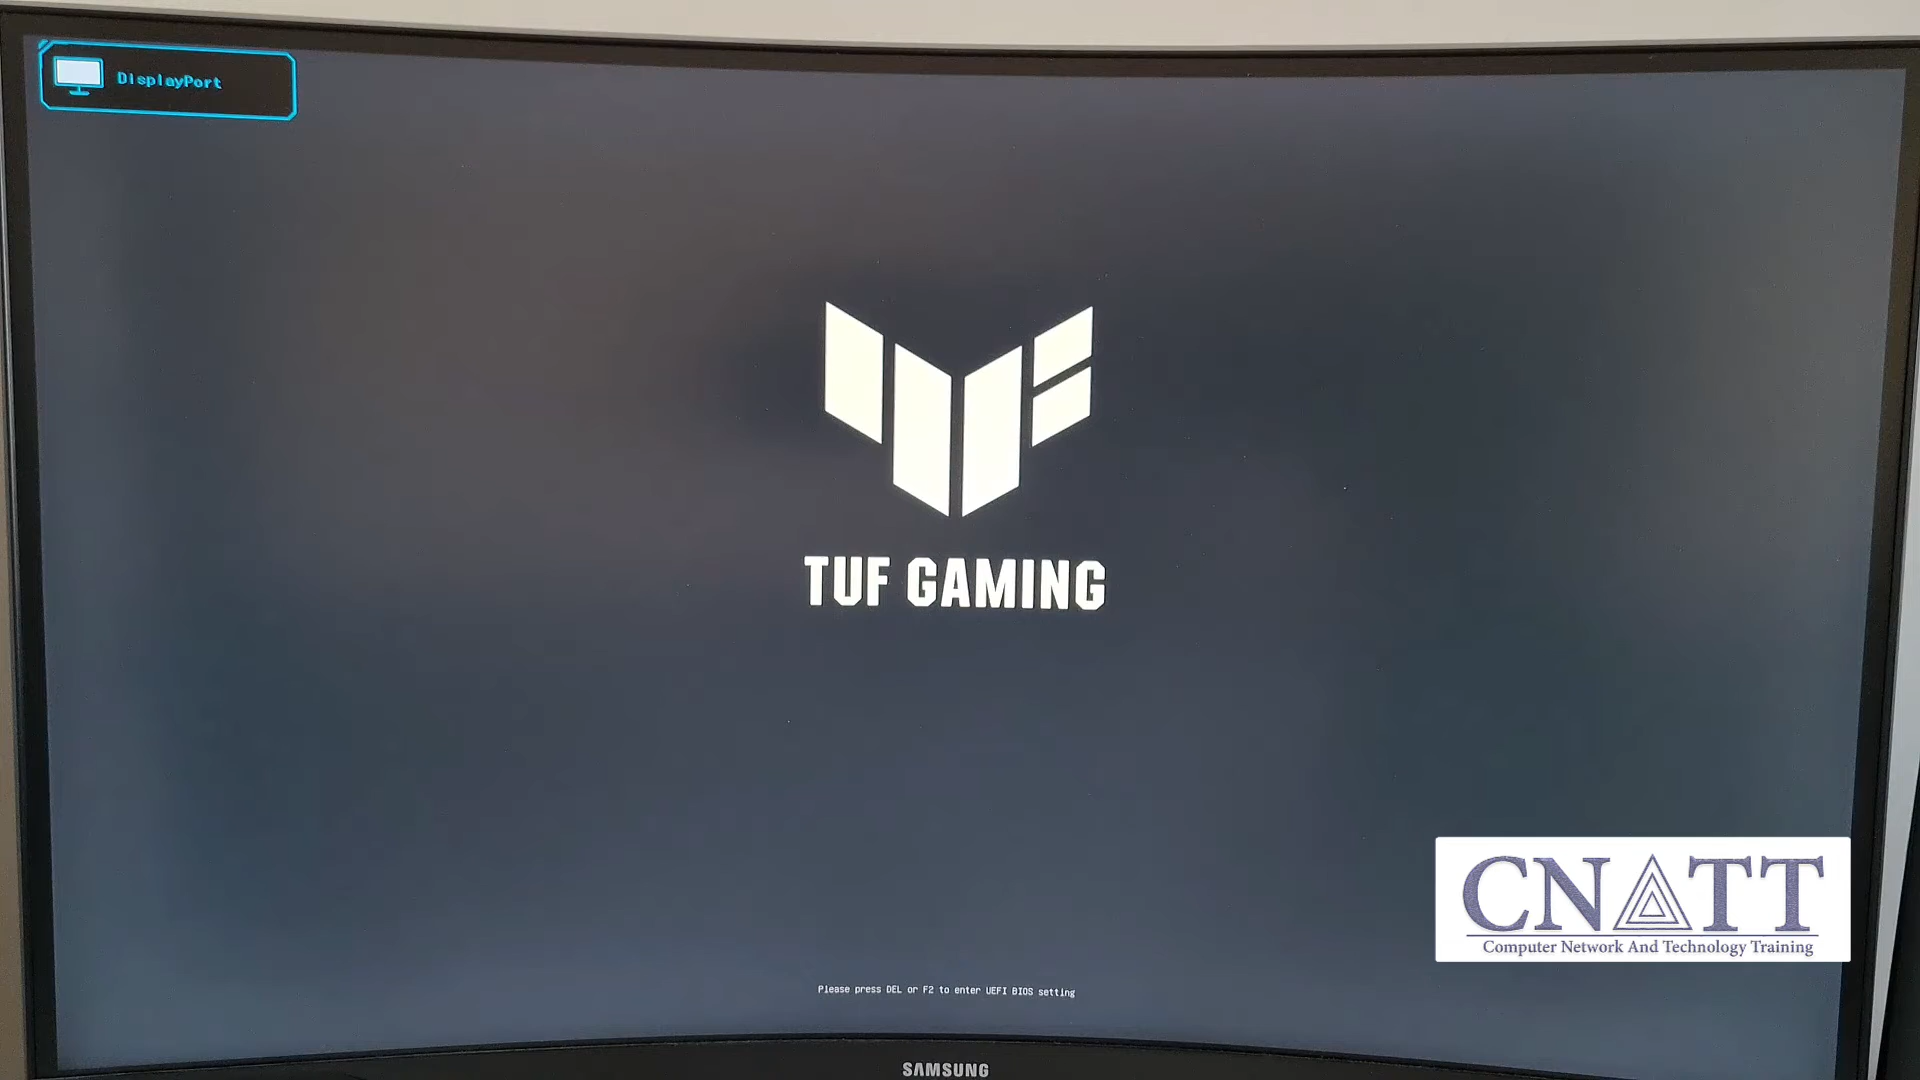 DisplayPort
TUF GAMING
CNATT
Computer Network And Technology Training
Please press DEL or F2 to enter UEFI BIOS setting
SAMSUNG